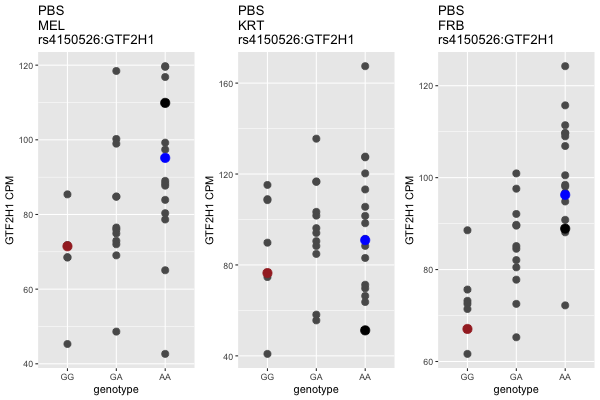 PBS
MEL
rs4150526:GTF2H1
120
100
80
60
40
GTF2H1 CPM
GG GA AA
genotype
PBS
KRT
rs4150526:GTF2H1
160
120
80
40
GTF2H1 CPM
GG GA AA
genotype
PBS
FRB
rs4150526:GTF2H1
120
100
80
60
GTF2H1 CPM
GG GA AA
genotype